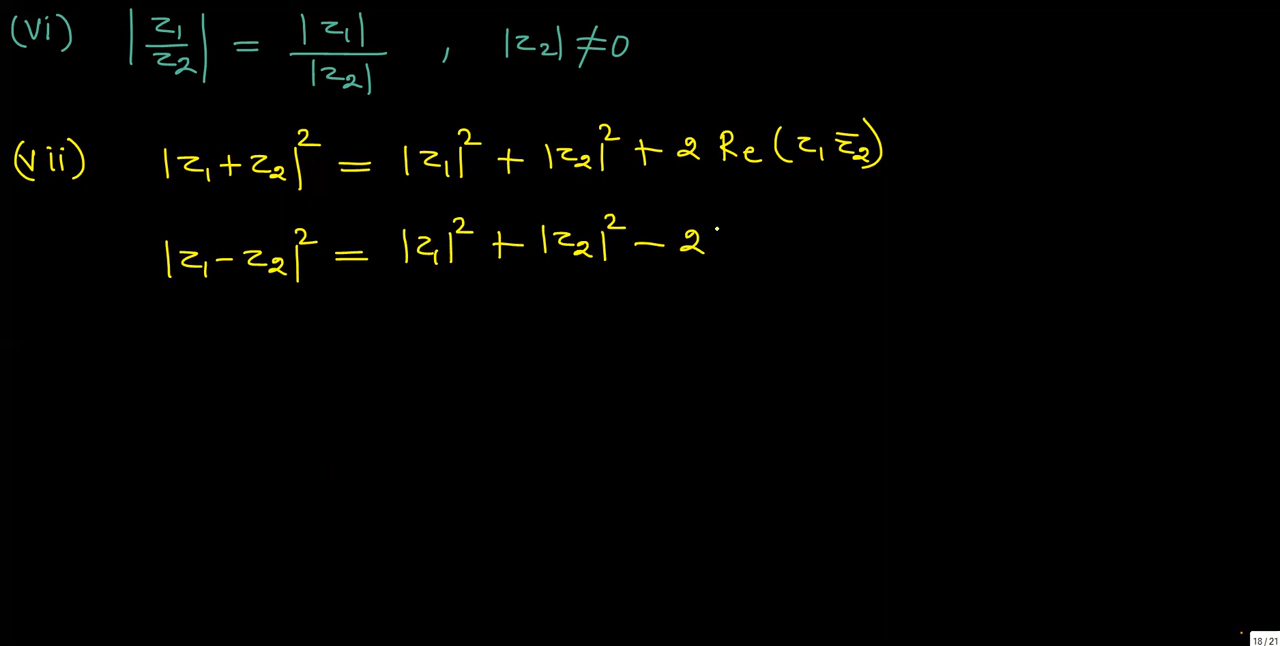 (vi) |z₁/z₂| = |z₁|/|z₂| , |z₂| ≠ 0
(vii) |z₁+z₂|² = |z₁|² + |z₂|² + 2 Re(z₁ z̅₂)
|z₁-z₂|² = |z₁|² + |z₂|² - 2
18 / 21